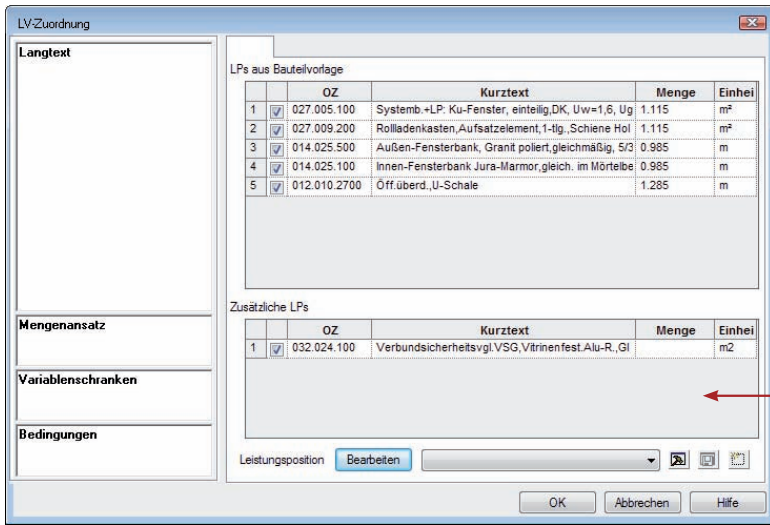 LV-Zuordnung
Langtext
Mengenansatz
Variablenschranken
Bedingungen
LPs aus Bauteilvorlage
OZ Kurztext Menge Einhei
1 027.005.100 Systemb.+LP: Ku-Fenster, einteilig,DK, Uw=1,6, Ug 1.115 m²
2 027.009.200 Rollladenkasten,Aufsatzelement,1-tlg.,Schiene Hol 1.115 m²
3 014.025.500 Außen-Fensterbank, Granit poliert,gleichmäßig, 5/3 0.985 m
4 014.025.100 Innen-Fensterbank Jura-Marmor,gleich. im Mörtelbe 0.985 m
5 012.010.2700 Öff.überd.,U-Schale 1.285 m
Zusätzliche LPs
OZ Kurztext Menge Einhei
1 032.024.100 Verbundsicherheitsvgl.VSG,Vitrinenfest.Alu-R.,Gl m2
Leistungsposition Bearbeiten
OK Abbrechen Hilfe